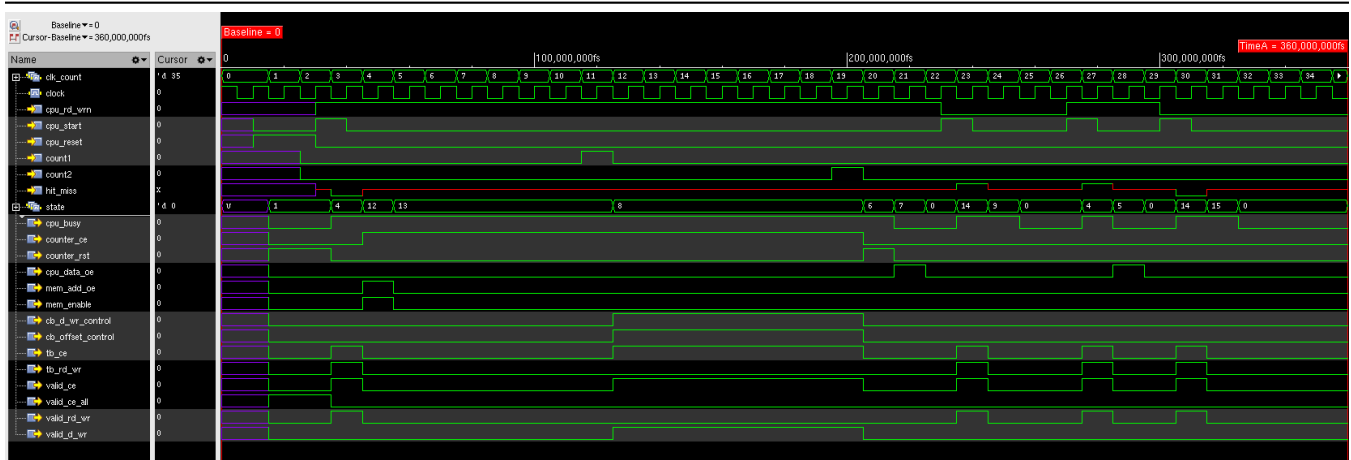 Baseline▼=0
Cursor-Baseline▼=360,000,000fs
Baseline = 0
TimeA = 360,000,000fs
Name Cursor 0 100,000,000fs 200,000,000fs 300,000,000fs
clk_count 'd 35 0 1 2 3 4 5 6 7 8 9 10 11 12 13 14 15 16 17 18 19 20 21 22 23 24 25 26 27 28 29 30 31 32 33 34
clock 0
cpu_rd_wrn 0
cpu_start 0
cpu_reset 0
count1 0
count2 0
hit_miss x
state 'd 0 U 1 4 12 13 8 6 7 0 14 9 0 4 5 0 14 15 0
cpu_busy 0
counter_ce 0
counter_rst 0
cpu_data_oe 0
mem_add_oe 0
mem_enable 0
cb_d_wr_control 0
cb_offset_control 0
tb_ce 0
tb_rd_wr 0
valid_ce 0
valid_ce_all 0
valid_rd_wr 0
valid_d_wr 0